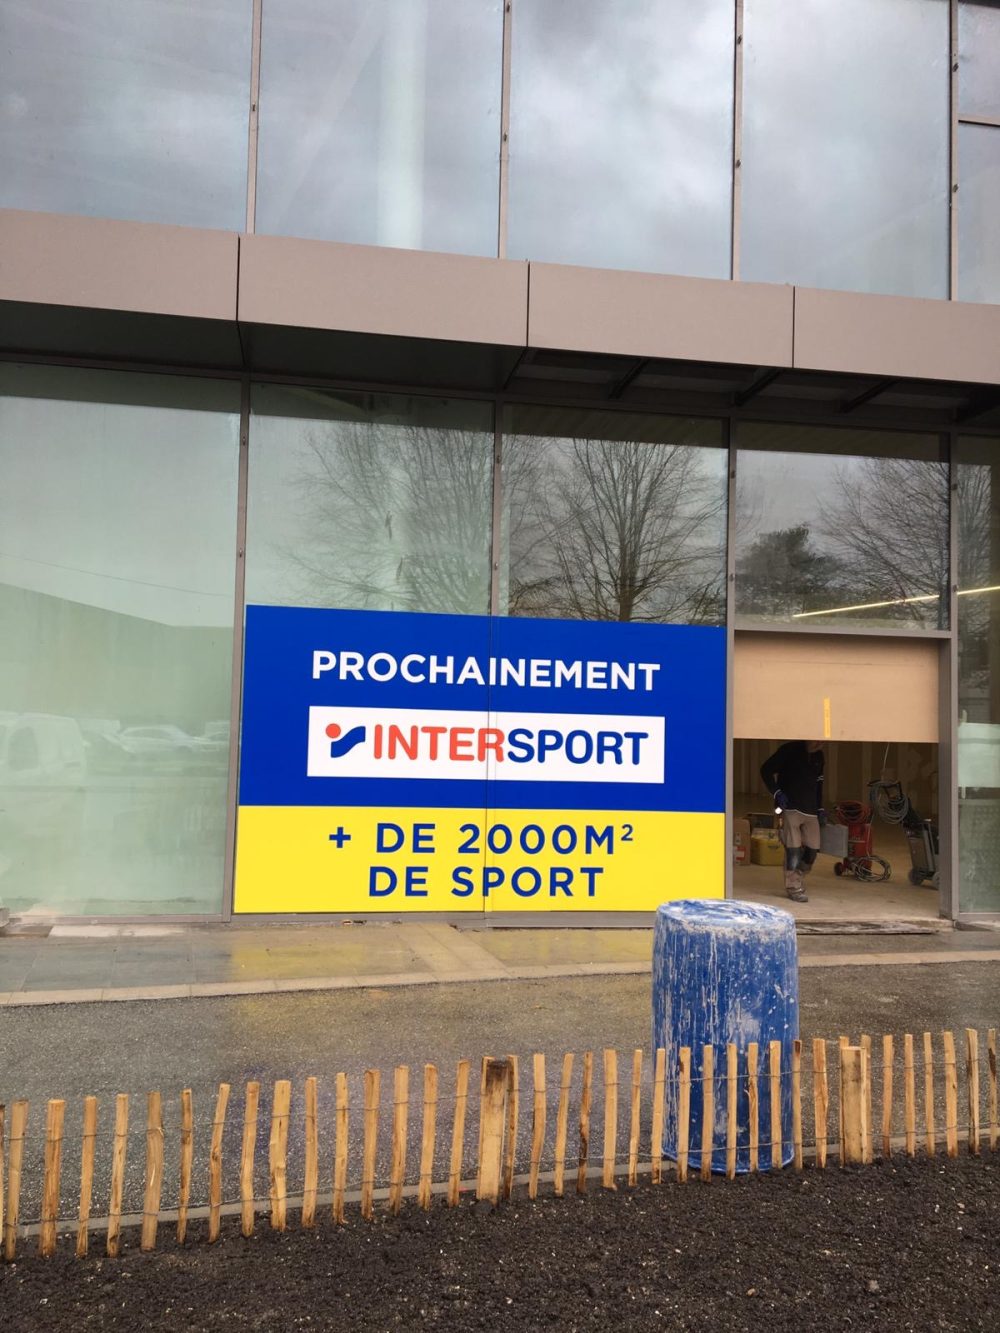 PROCHAINEMENT
INTERSPORT
+ DE 2000M²
DE SPORT